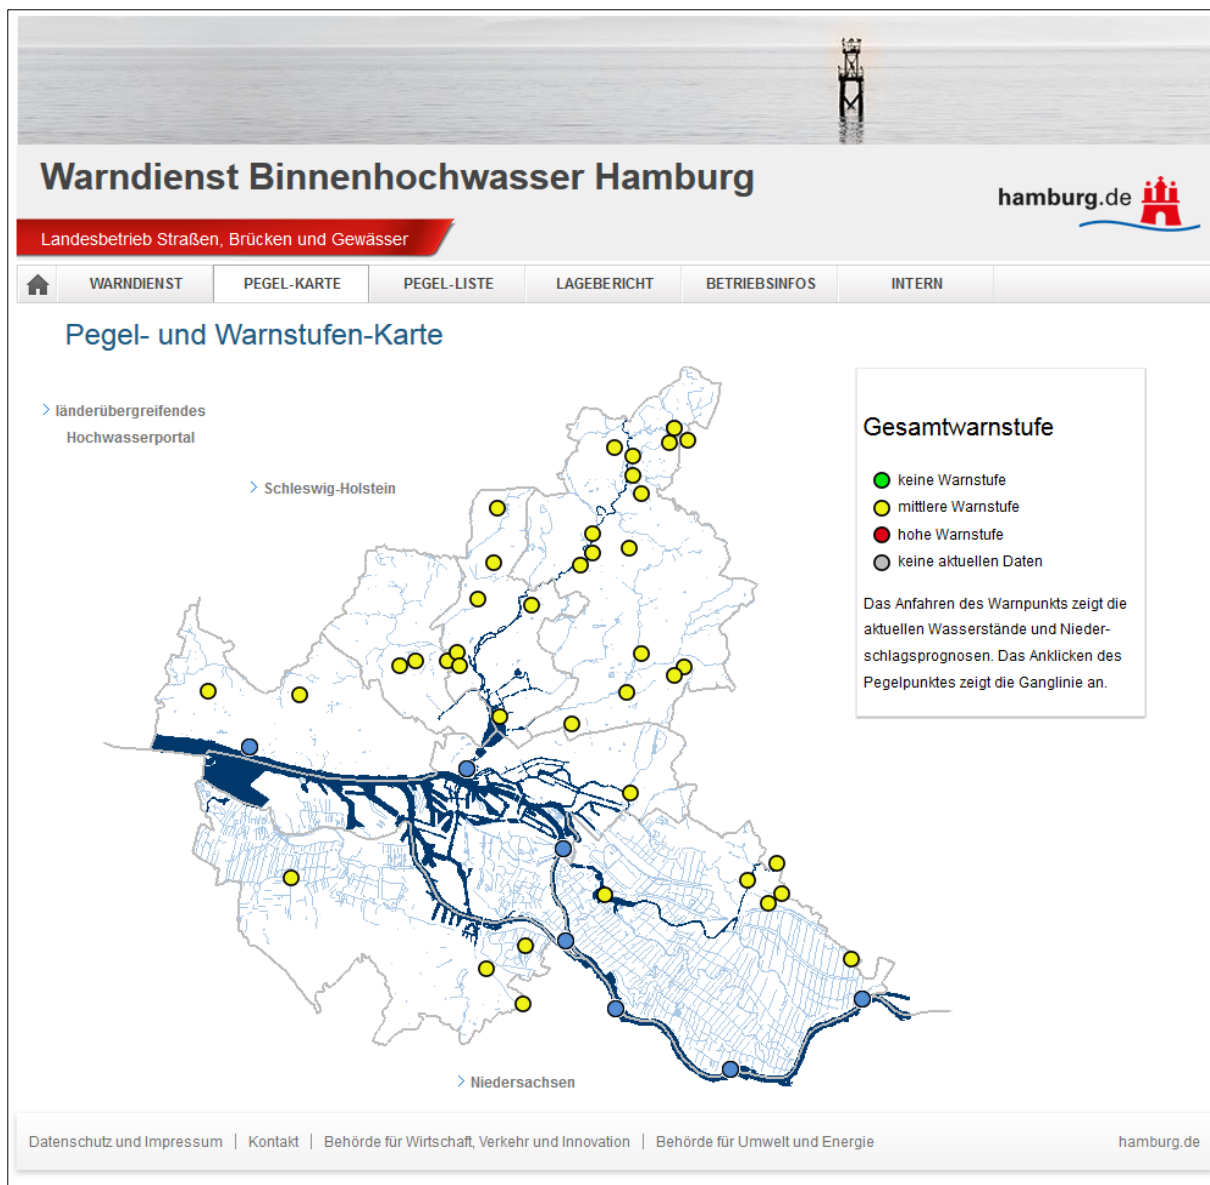 Warndienst Binnenhochwasser Hamburg
hamburg.de
Landesbetrieb Straßen, Brücken und Gewässer
WARNDIENST
PEGEL-KARTE
PEGEL-LISTE
LAGEBERICHT
BETRIEBSINFOS
INTERN
Pegel- und Warnstufen-Karte
länderübergreifendes
Hochwasserportal
Schleswig-Holstein
Gesamtwarnstufe
keine Warnstufe
mittlere Warnstufe
hohe Warnstufe
keine aktuellen Daten
Das Anfahren des Warnpunkts zeigt die
aktuellen Wasserstände und Nieder-
schlagsprognosen. Das Anklicken des
Pegelpunktes zeigt die Ganglinie an.
Niedersachsen
Datenschutz und Impressum | Kontakt | Behörde für Wirtschaft, Verkehr und Innovation | Behörde für Umwelt und Energie
hamburg.de